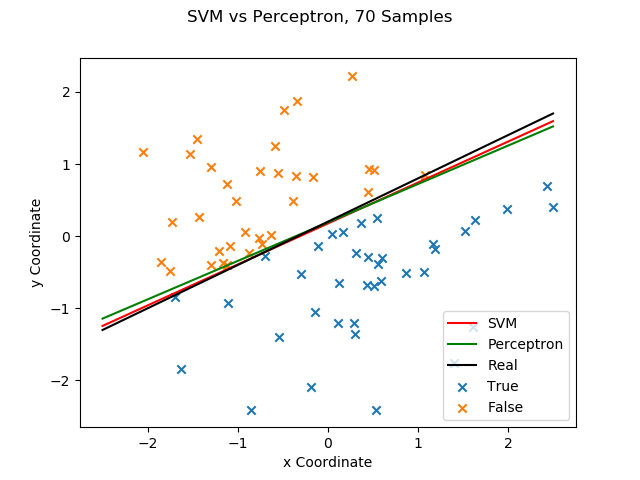 SVM vs Perceptron, 70 Samples
y Coordinate
2
1
0
−1
−2
−2
−1
0
1
2
x Coordinate
SVM
Perceptron
Real
True
False